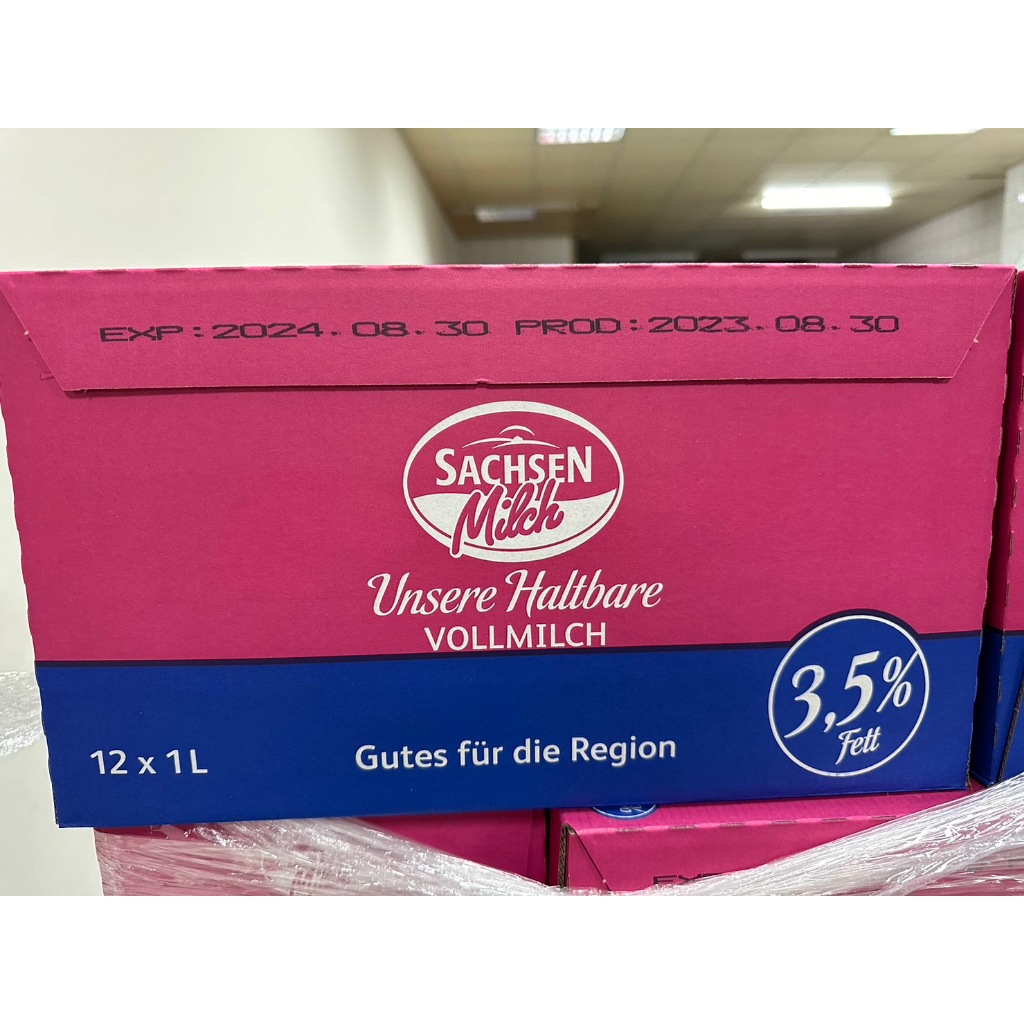 EXP:2024.08.30 PROD:2023.08.30
SACHSEN
Milch
Unsere Haltbare
VOLLMILCH
3,5%
Fett
12 x 1 L
Gutes für die Region